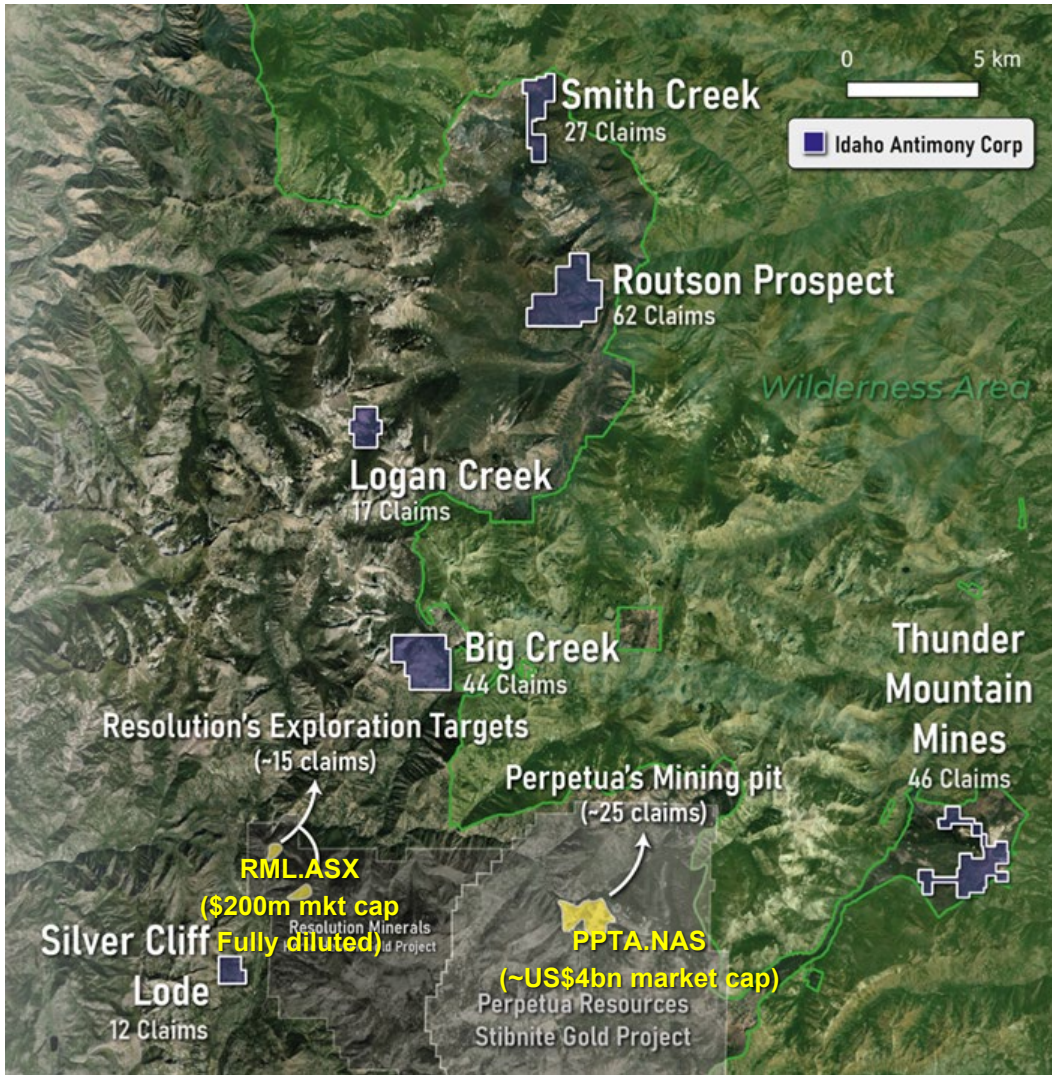 0 5 km
Idaho Antimony Corp
Smith Creek
27 Claims
Routson Prospect
62 Claims
Wilderness Area
Logan Creek
17 Claims
Big Creek
44 Claims
Thunder
Mountain
Mines
46 Claims
Resolution's Exploration Targets
(~15 claims)
Perpetua's Mining pit
(~25 claims)
RML.ASX
($200m mkt cap
Fully diluted)
Resolution Minerals
Project
Silver Cliff
Lode
12 Claims
PPTA.NAS
(~US$4bn market cap)
Perpetua Resources
Stibnite Gold Project